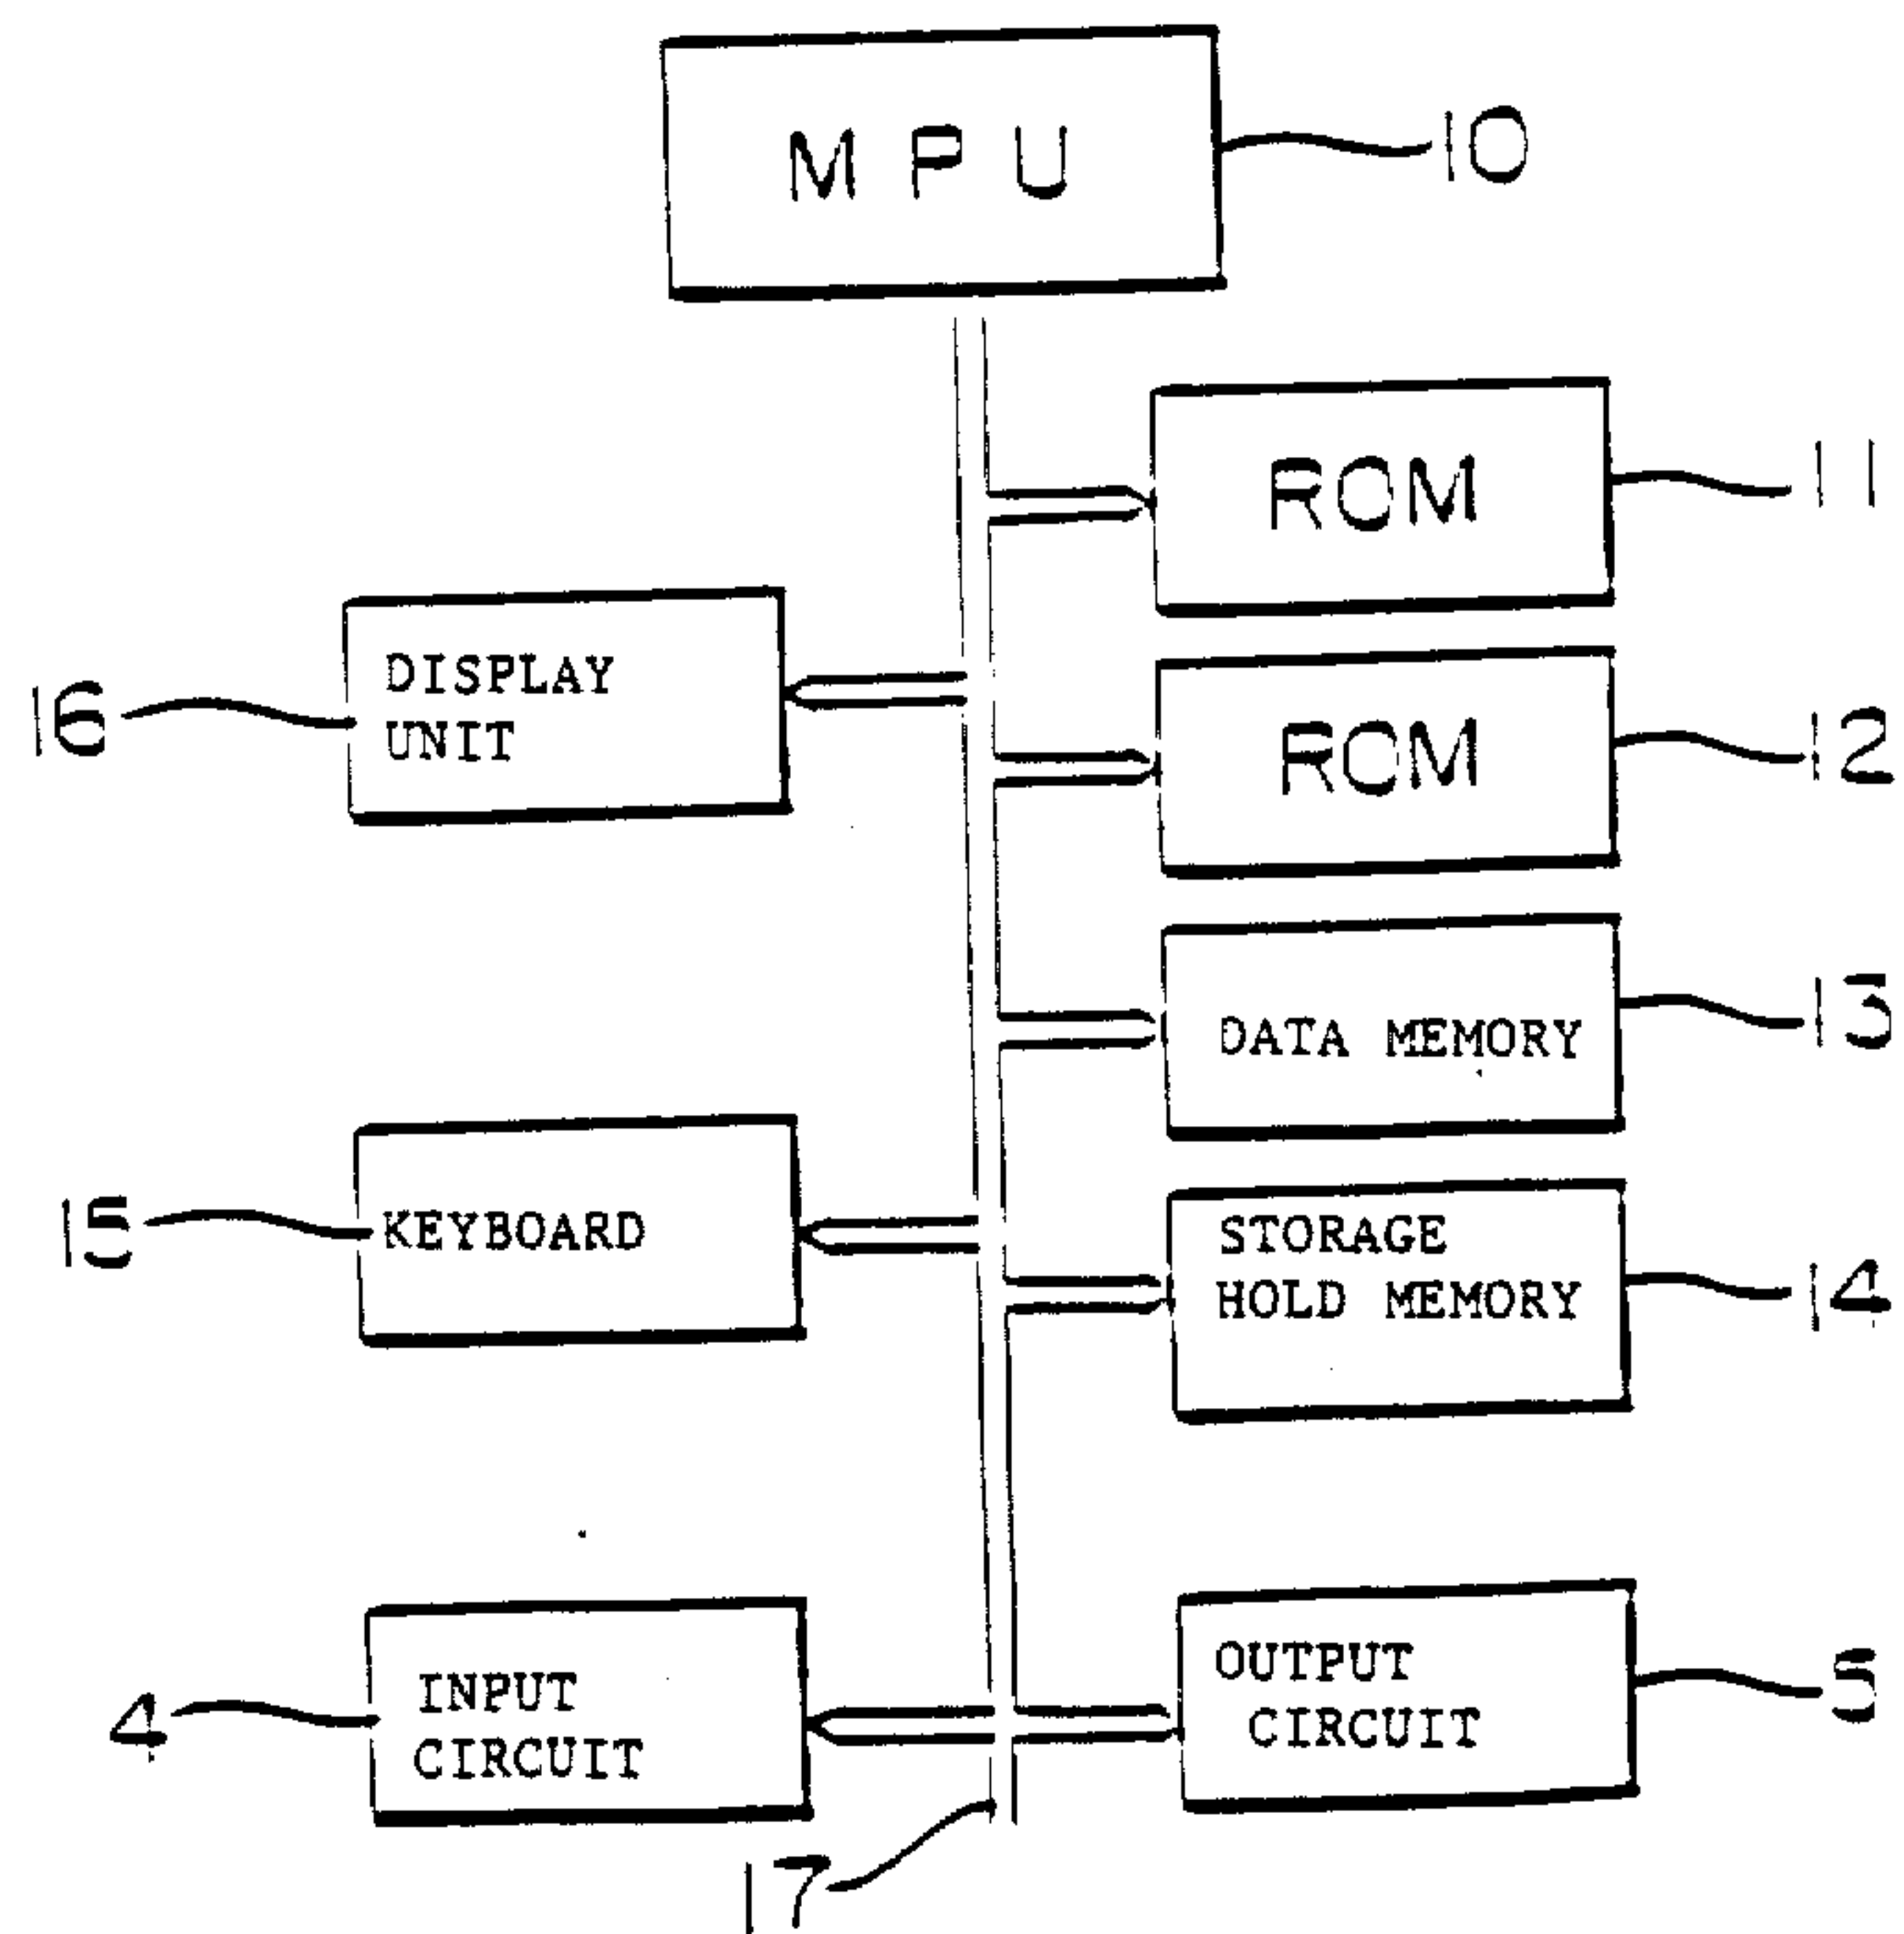 M P U
10
ROM
11
DISPLAY
UNIT
16
ROM
12
DATA MEMORY
13
KEYBOARD
15
STORAGE
HOLD MEMORY
14
INPUT
CIRCUIT
4
OUTPUT
CIRCUIT
5
17